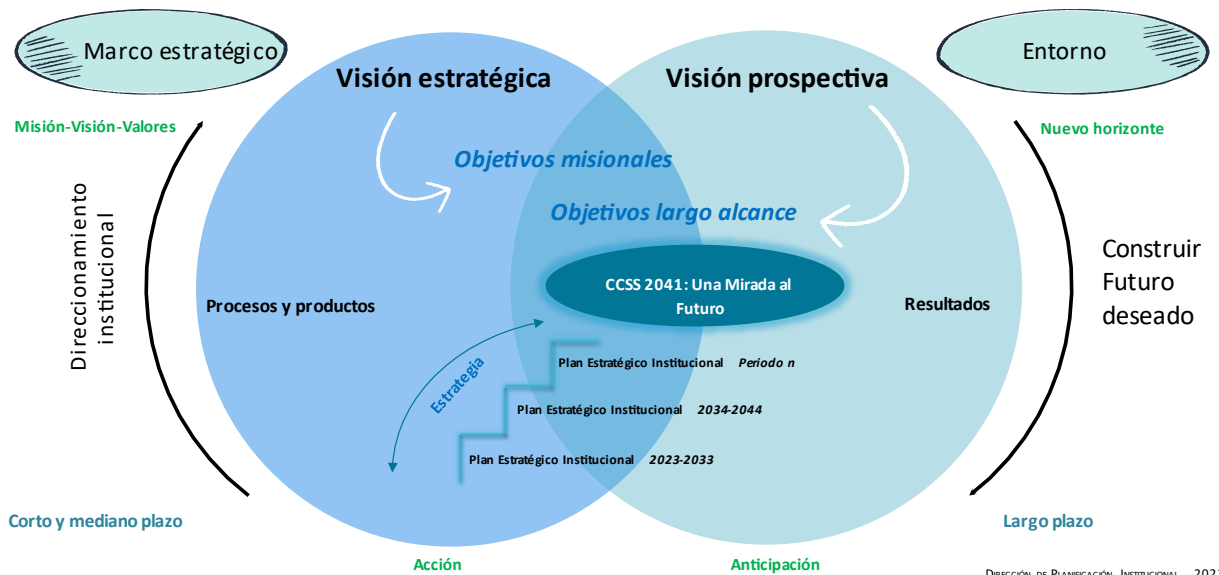 Marco estratégico
Entorno
Visión estratégica
Visión prospectiva
Misión-Visión-Valores
Nuevo horizonte
Objetivos misionales
Objetivos largo alcance
Direccionamiento
institucional
Construir
Futuro
deseado
CCSS 2041: Una Mirada al
Futuro
Procesos y productos
Resultados
Estrategia
Plan Estratégico Institucional Periodo n
Plan Estratégico Institucional 2034-2044
Plan Estratégico Institucional 2023-2033
Corto y mediano plazo
Largo plazo
Acción
Anticipación
Dirección de Planificación Institucional